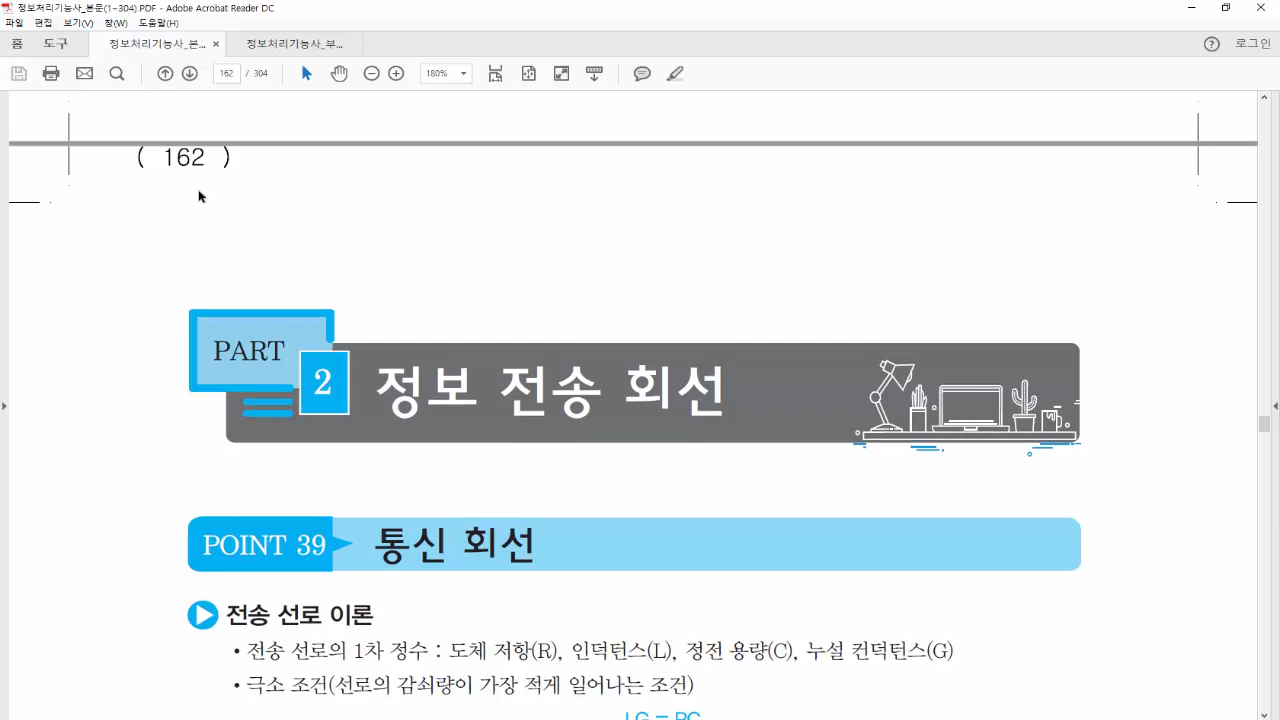 정보처리기능사_본문(1~304).PDF - Adobe Acrobat Reader DC
파일 편집 보기(V) 창(W) 도움말(H)
홈 도구 정보처리기능사_본... × 정보처리기능사_부... ? 로그인
162 / 304 180%
( 162 )
PART 2 정보 전송 회선
POINT 39 통신 회선
전송 선로 이론
• 전송 선로의 1차 정수 : 도체 저항(R), 인덕턴스(L), 정전 용량(C), 누설 컨덕턴스(G)
• 극소 조건(선로의 감쇠량이 가장 적게 일어나는 조건)
LG = RC